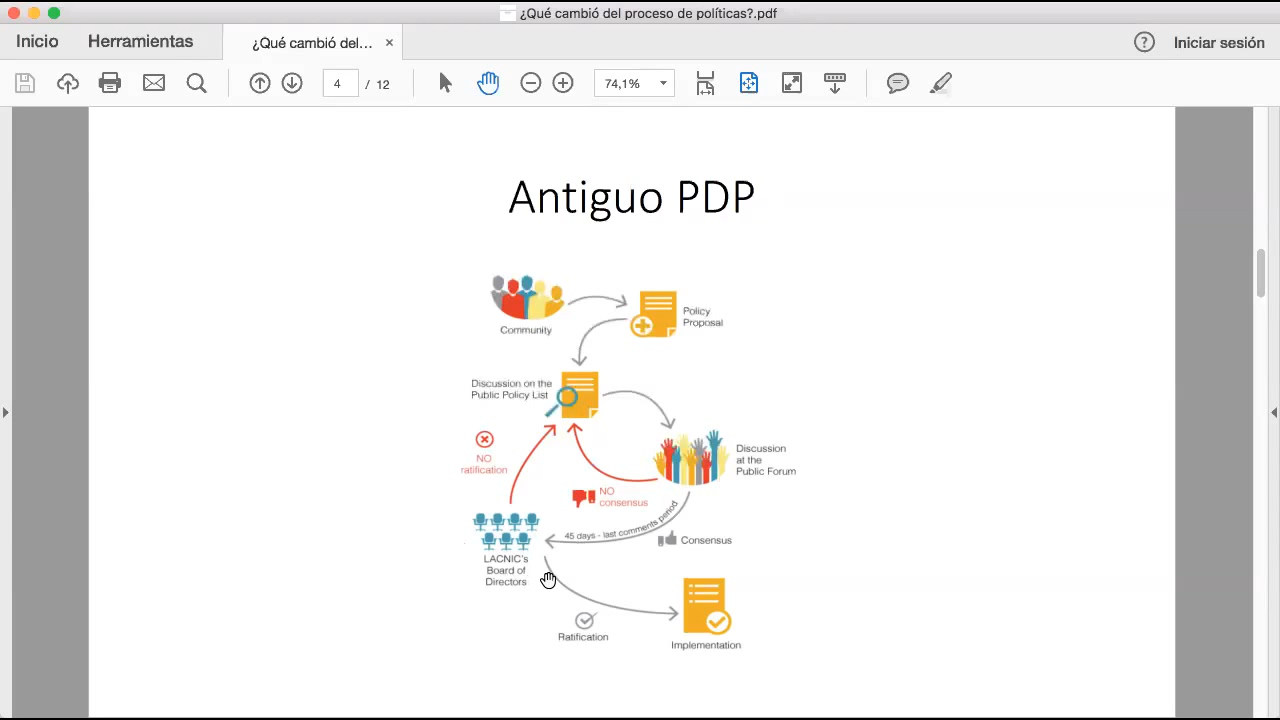 ¿Qué cambió del proceso de políticas?.pdf
Inicio
Herramientas
¿Qué cambió del... ×
? Iniciar sesión
4 / 12
74,1%
Antiguo PDP
Community
Policy
Proposal
Discussion on the
Public Policy List
Discussion
at the
Public Forum
NO
ratification
NO
consensus
45 days - last comments period
Consensus
LACNIC's
Board of
Directors
Ratification
Implementation